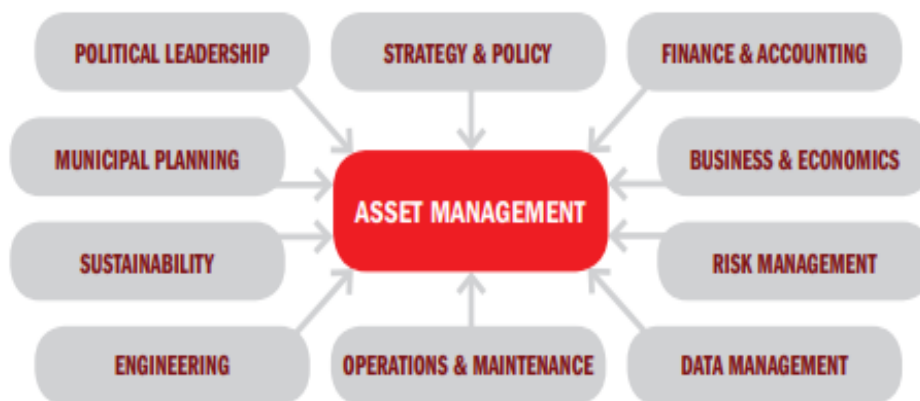 POLITICAL LEADERSHIP
STRATEGY & POLICY
FINANCE & ACCOUNTING
MUNICIPAL PLANNING
BUSINESS & ECONOMICS
ASSET MANAGEMENT
SUSTAINABILITY
RISK MANAGEMENT
ENGINEERING
OPERATIONS & MAINTENANCE
DATA MANAGEMENT